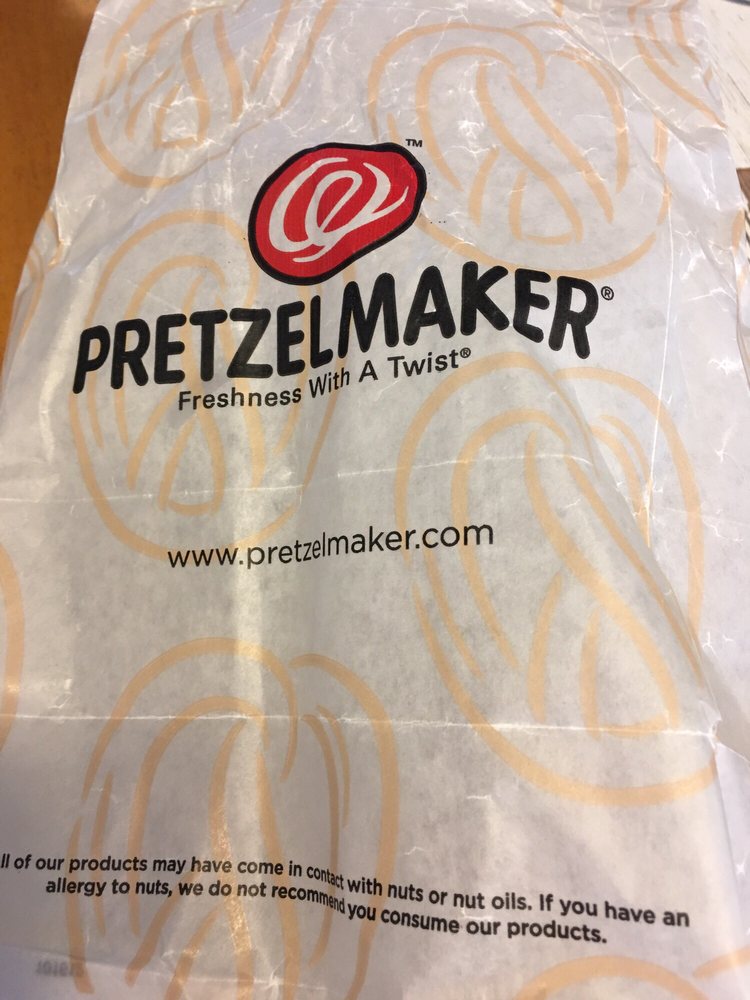 TM
PRETZELMAKER®
Freshness With A Twist®
www.pretzelmaker.com
ll of our products may have come in contact with nuts or nut oils. If you have an
allergy to nuts, we do not recommend you consume our products.